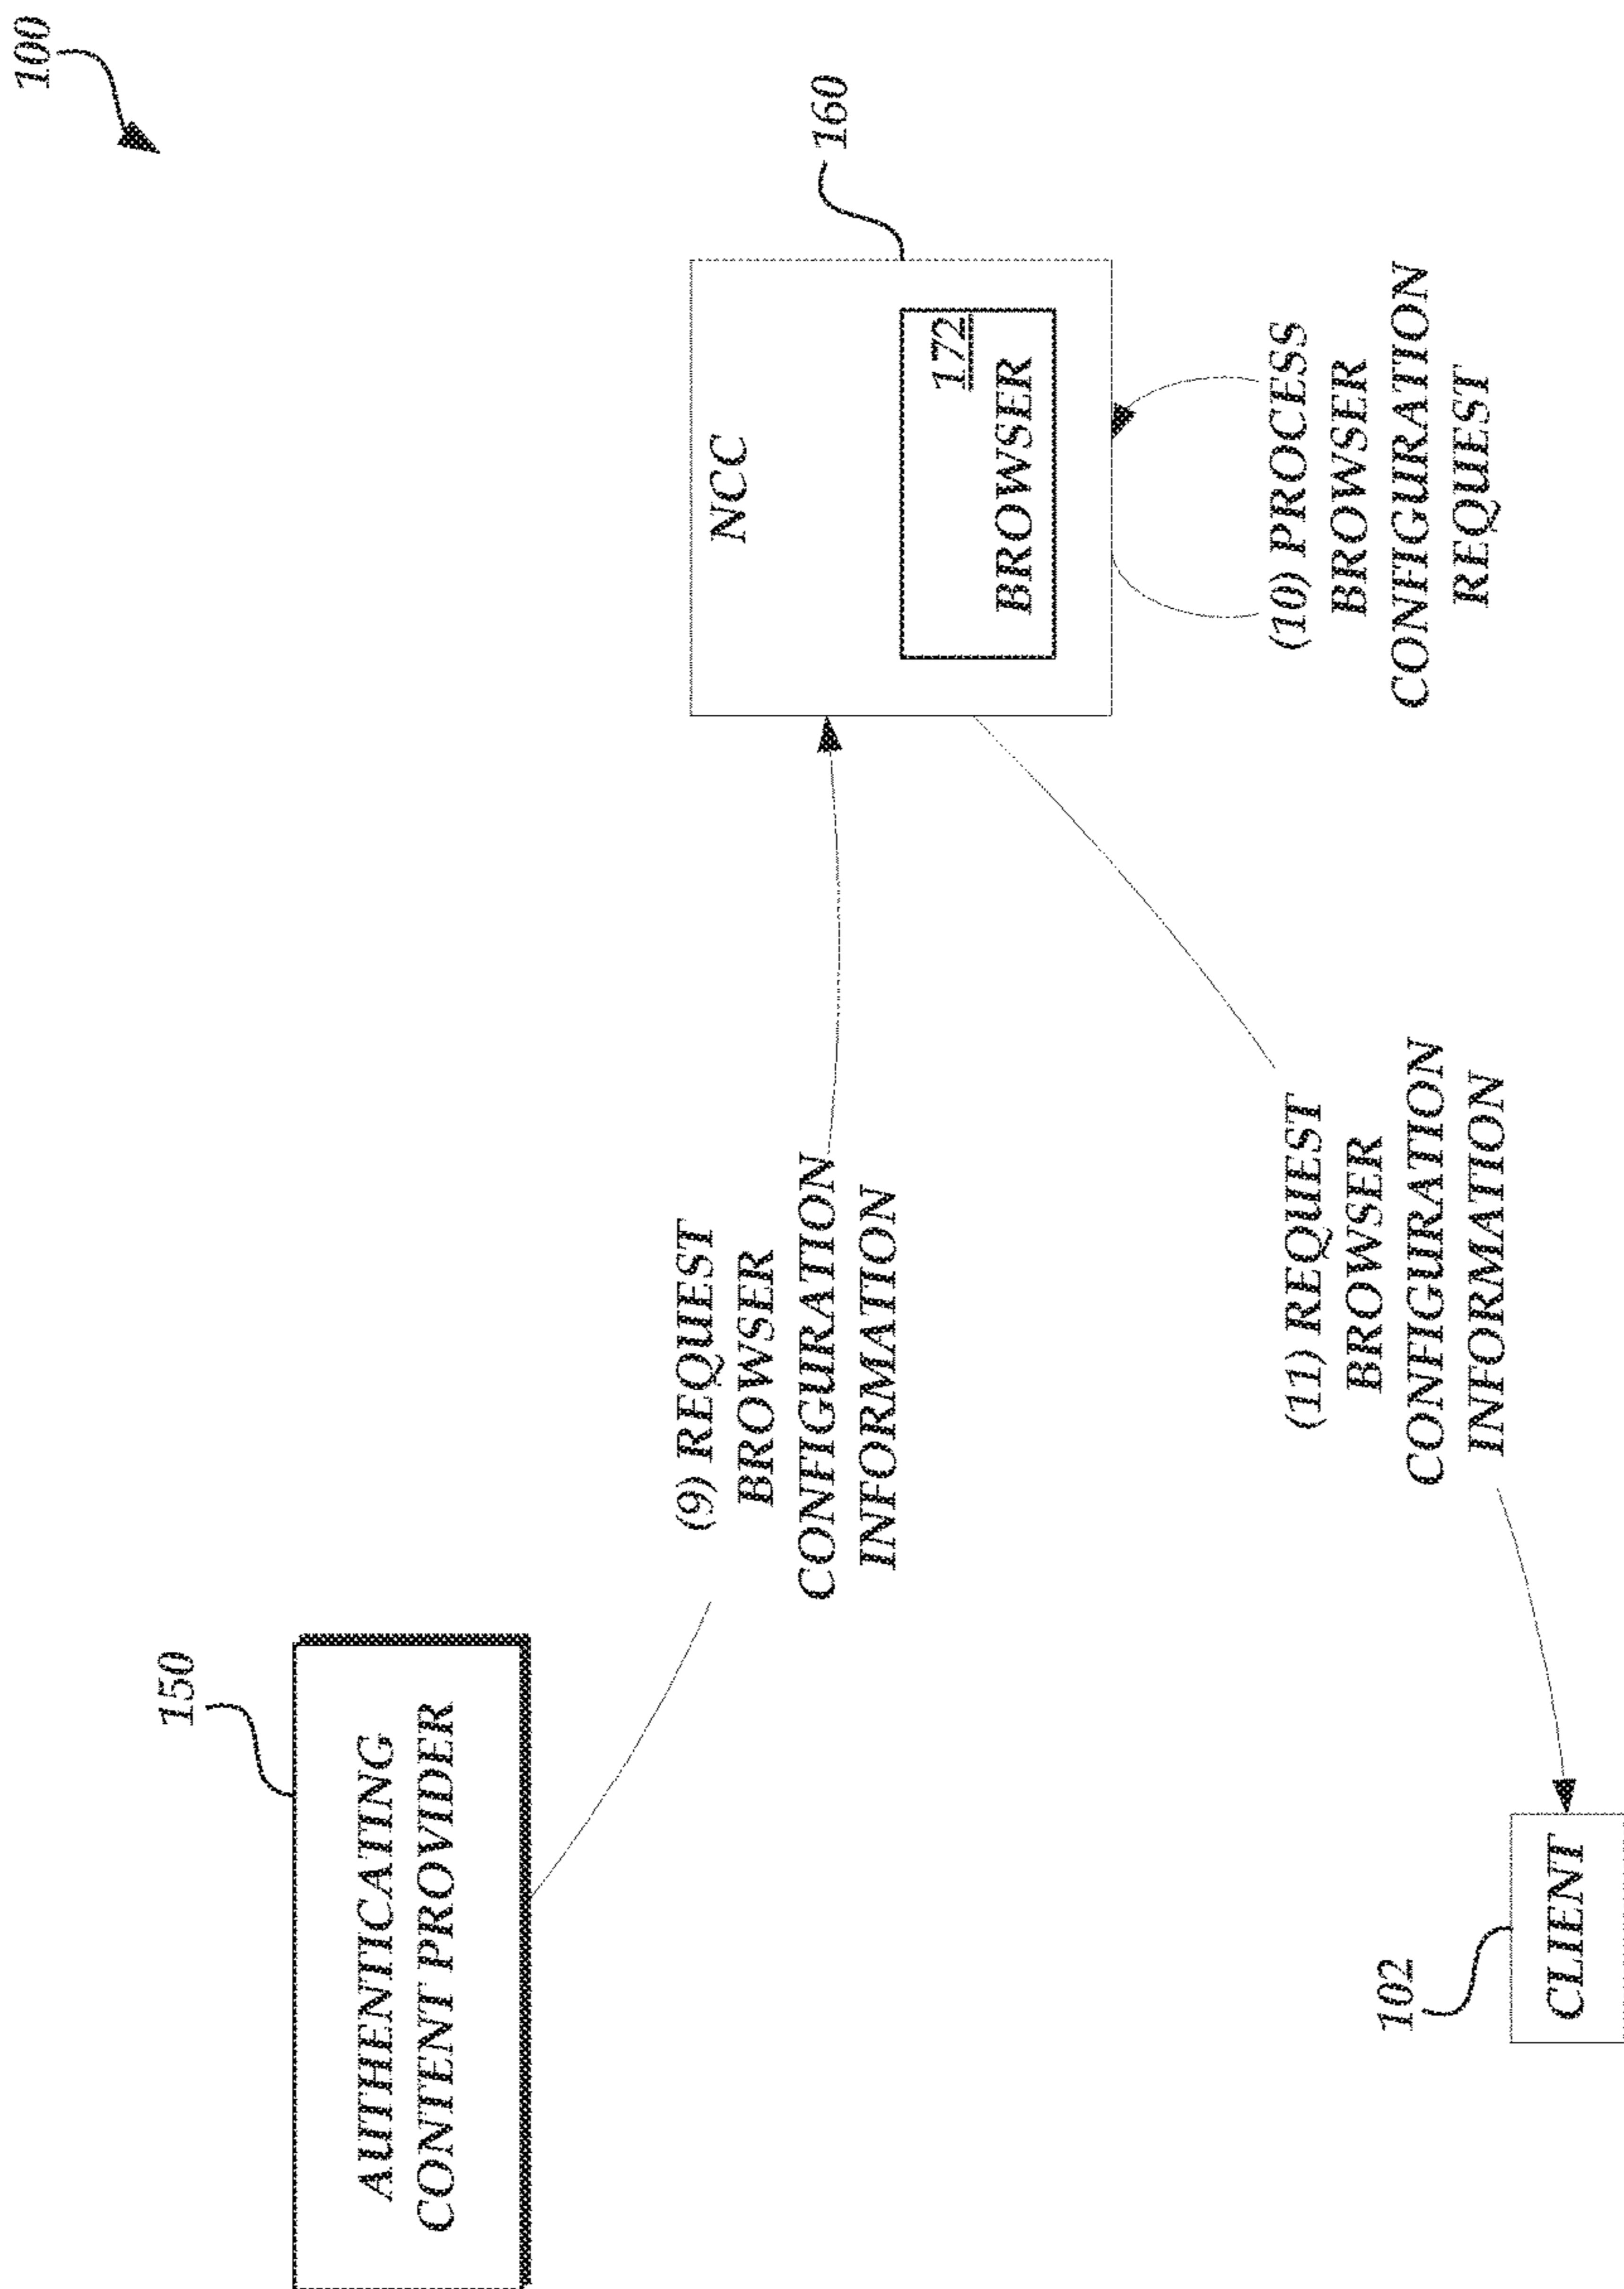 100
150
AUTHENTICATING
CONTENT PROVIDER
(9) REQUEST
BROWSER
CONFIGURATION
INFORMATION
160
NCC
172
BROWSER
(10) PROCESS
BROWSER
CONFIGURATION
REQUEST
(11) REQUEST
BROWSER
CONFIGURATION
INFORMATION
102
CLIENT